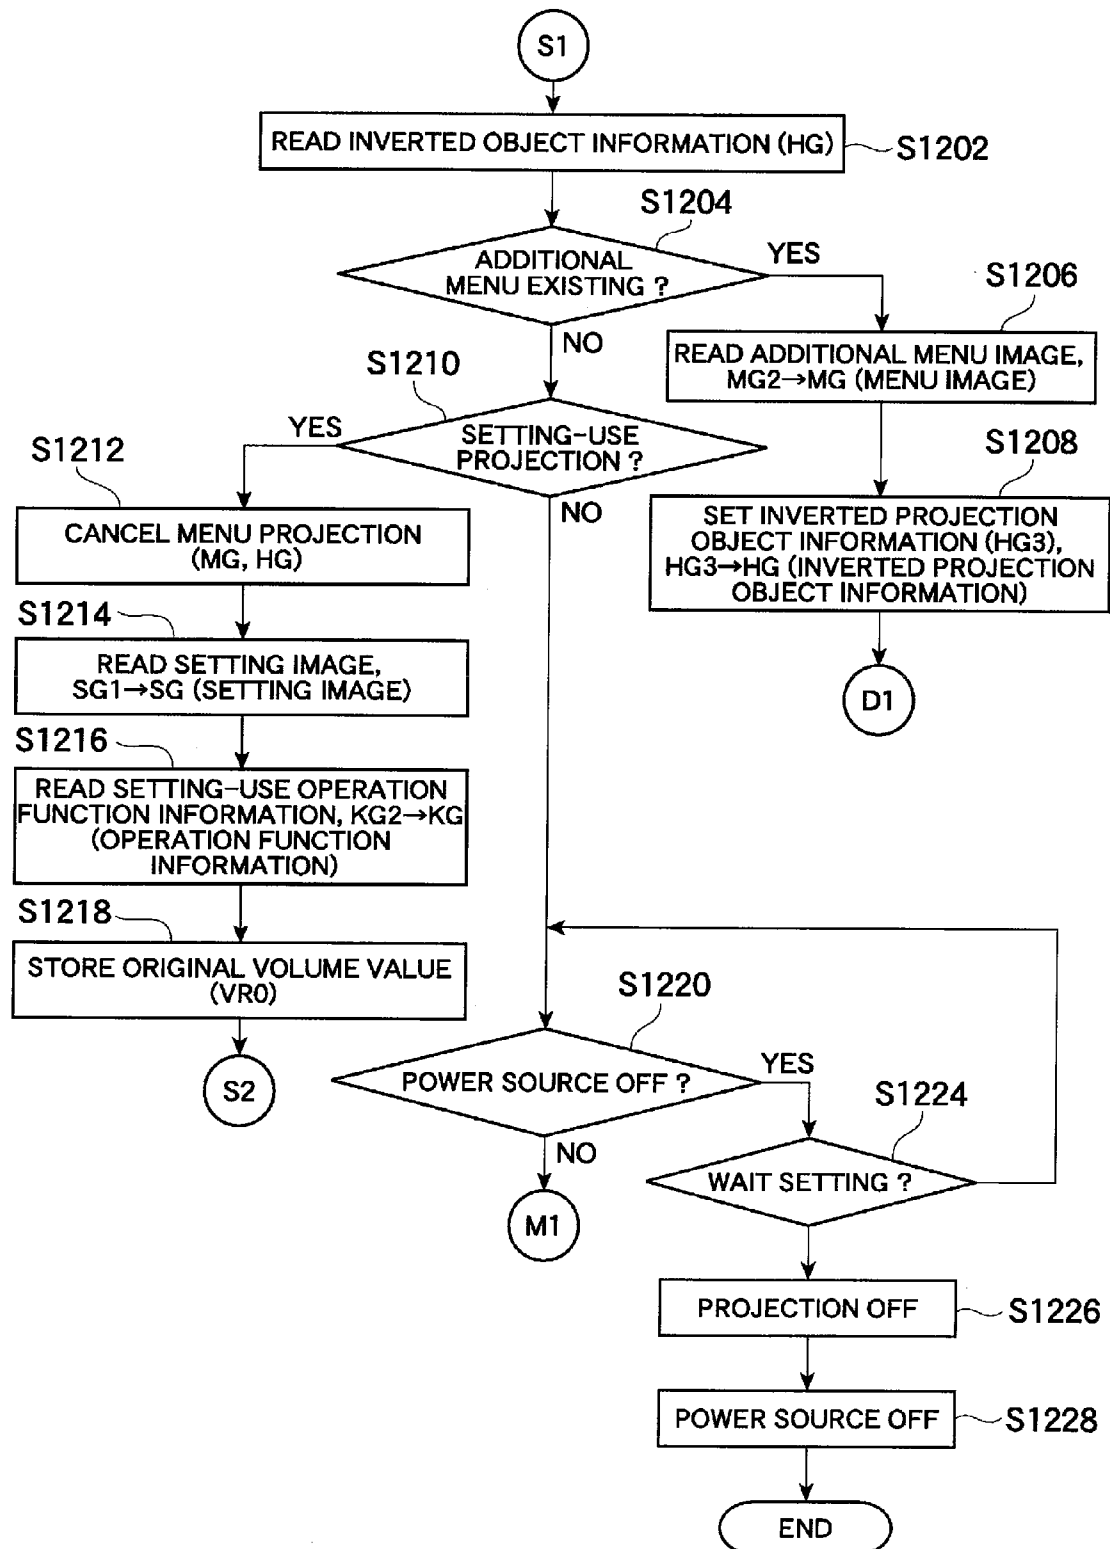 S1
READ INVERTED OBJECT INFORMATION (HG)
S1202
S1204
ADDITIONAL
MENU EXISTING ?
YES
NO
S1206
READ ADDITIONAL MENU IMAGE,
MG2→MG (MENU IMAGE)
S1208
SET INVERTED PROJECTION
OBJECT INFORMATION (HG3),
HG3→HG (INVERTED PROJECTION
OBJECT INFORMATION)
D1
S1210
SETTING-USE
PROJECTION ?
YES
NO
S1212
CANCEL MENU PROJECTION
(MG, HG)
S1214
READ SETTING IMAGE,
SG1→SG (SETTING IMAGE)
S1216
READ SETTING-USE OPERATION
FUNCTION INFORMATION, KG2→KG
(OPERATION FUNCTION
INFORMATION)
S1218
STORE ORIGINAL VOLUME VALUE
(VR0)
S2
S1220
POWER SOURCE OFF ?
YES
NO
M1
S1224
WAIT SETTING ?
PROJECTION OFF
S1226
POWER SOURCE OFF
S1228
END